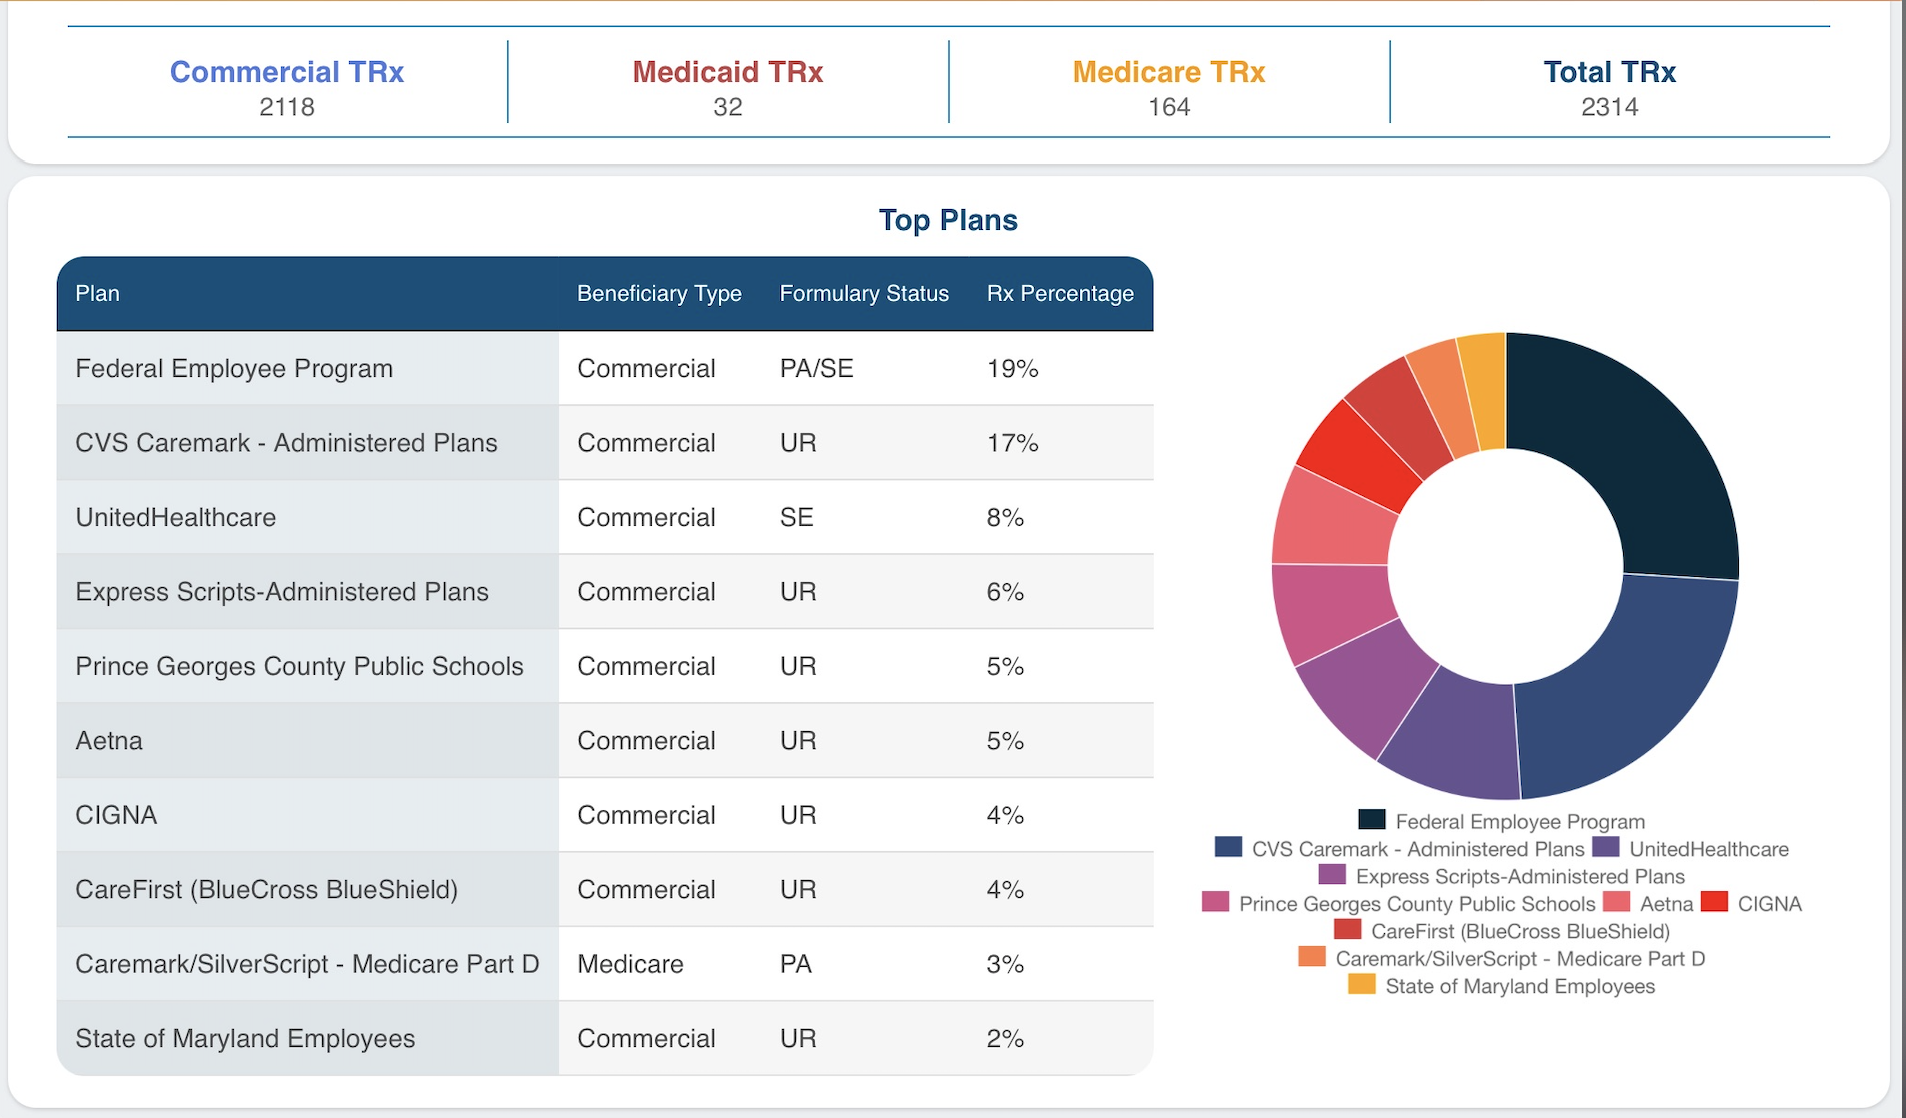 Commercial TRx Medicaid TRx Medicare TRx Total TRx
2118 32 164 2314
Top Plans
Plan Beneficiary Type Formulary Status Rx Percentage
Federal Employee Program Commercial PA/SE 19%
CVS Caremark - Administered Plans Commercial UR 17%
UnitedHealthcare Commercial SE 8%
Express Scripts-Administered Plans Commercial UR 6%
Prince Georges County Public Schools Commercial UR 5%
Aetna Commercial UR 5%
CIGNA Commercial UR 4%
CareFirst (BlueCross BlueShield) Commercial UR 4%
Caremark/SilverScript - Medicare Part D Medicare PA 3%
State of Maryland Employees Commercial UR 2%
Federal Employee Program
CVS Caremark - Administered Plans UnitedHealthcare
Express Scripts-Administered Plans
Prince Georges County Public Schools Aetna CIGNA
CareFirst (BlueCross BlueShield)
Caremark/SilverScript - Medicare Part D
State of Maryland Employees